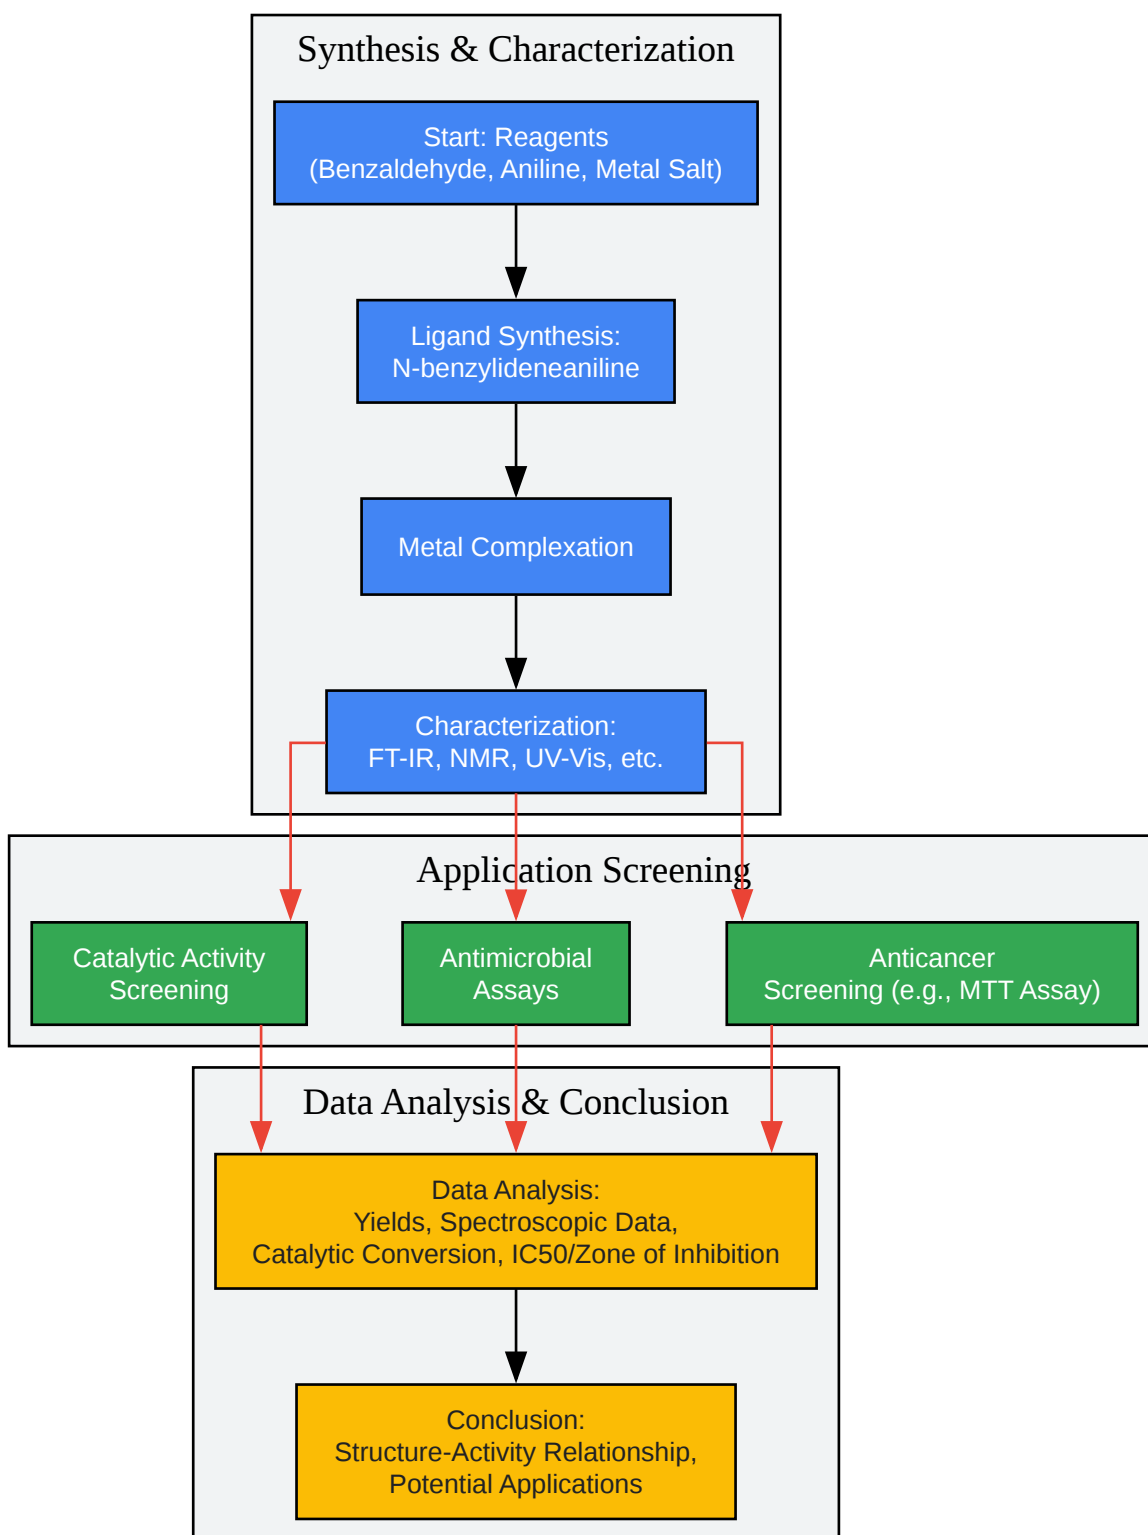 Synthesis & Characterization
Start: Reagents
(Benzaldehyde, Aniline, Metal Salt)
Ligand Synthesis:
N-benzylideneaniline
Metal Complexation
Characterization:
FT-IR, NMR, UV-Vis, etc.
Application Screening
Catalytic Activity
Screening
Antimicrobial
Assays
Anticancer
Screening (e.g., MTT Assay)
Data Analysis & Conclusion
Data Analysis:
Yields, Spectroscopic Data,
Catalytic Conversion, IC50/Zone of Inhibition
Conclusion:
Structure-Activity Relationship,
Potential Applications